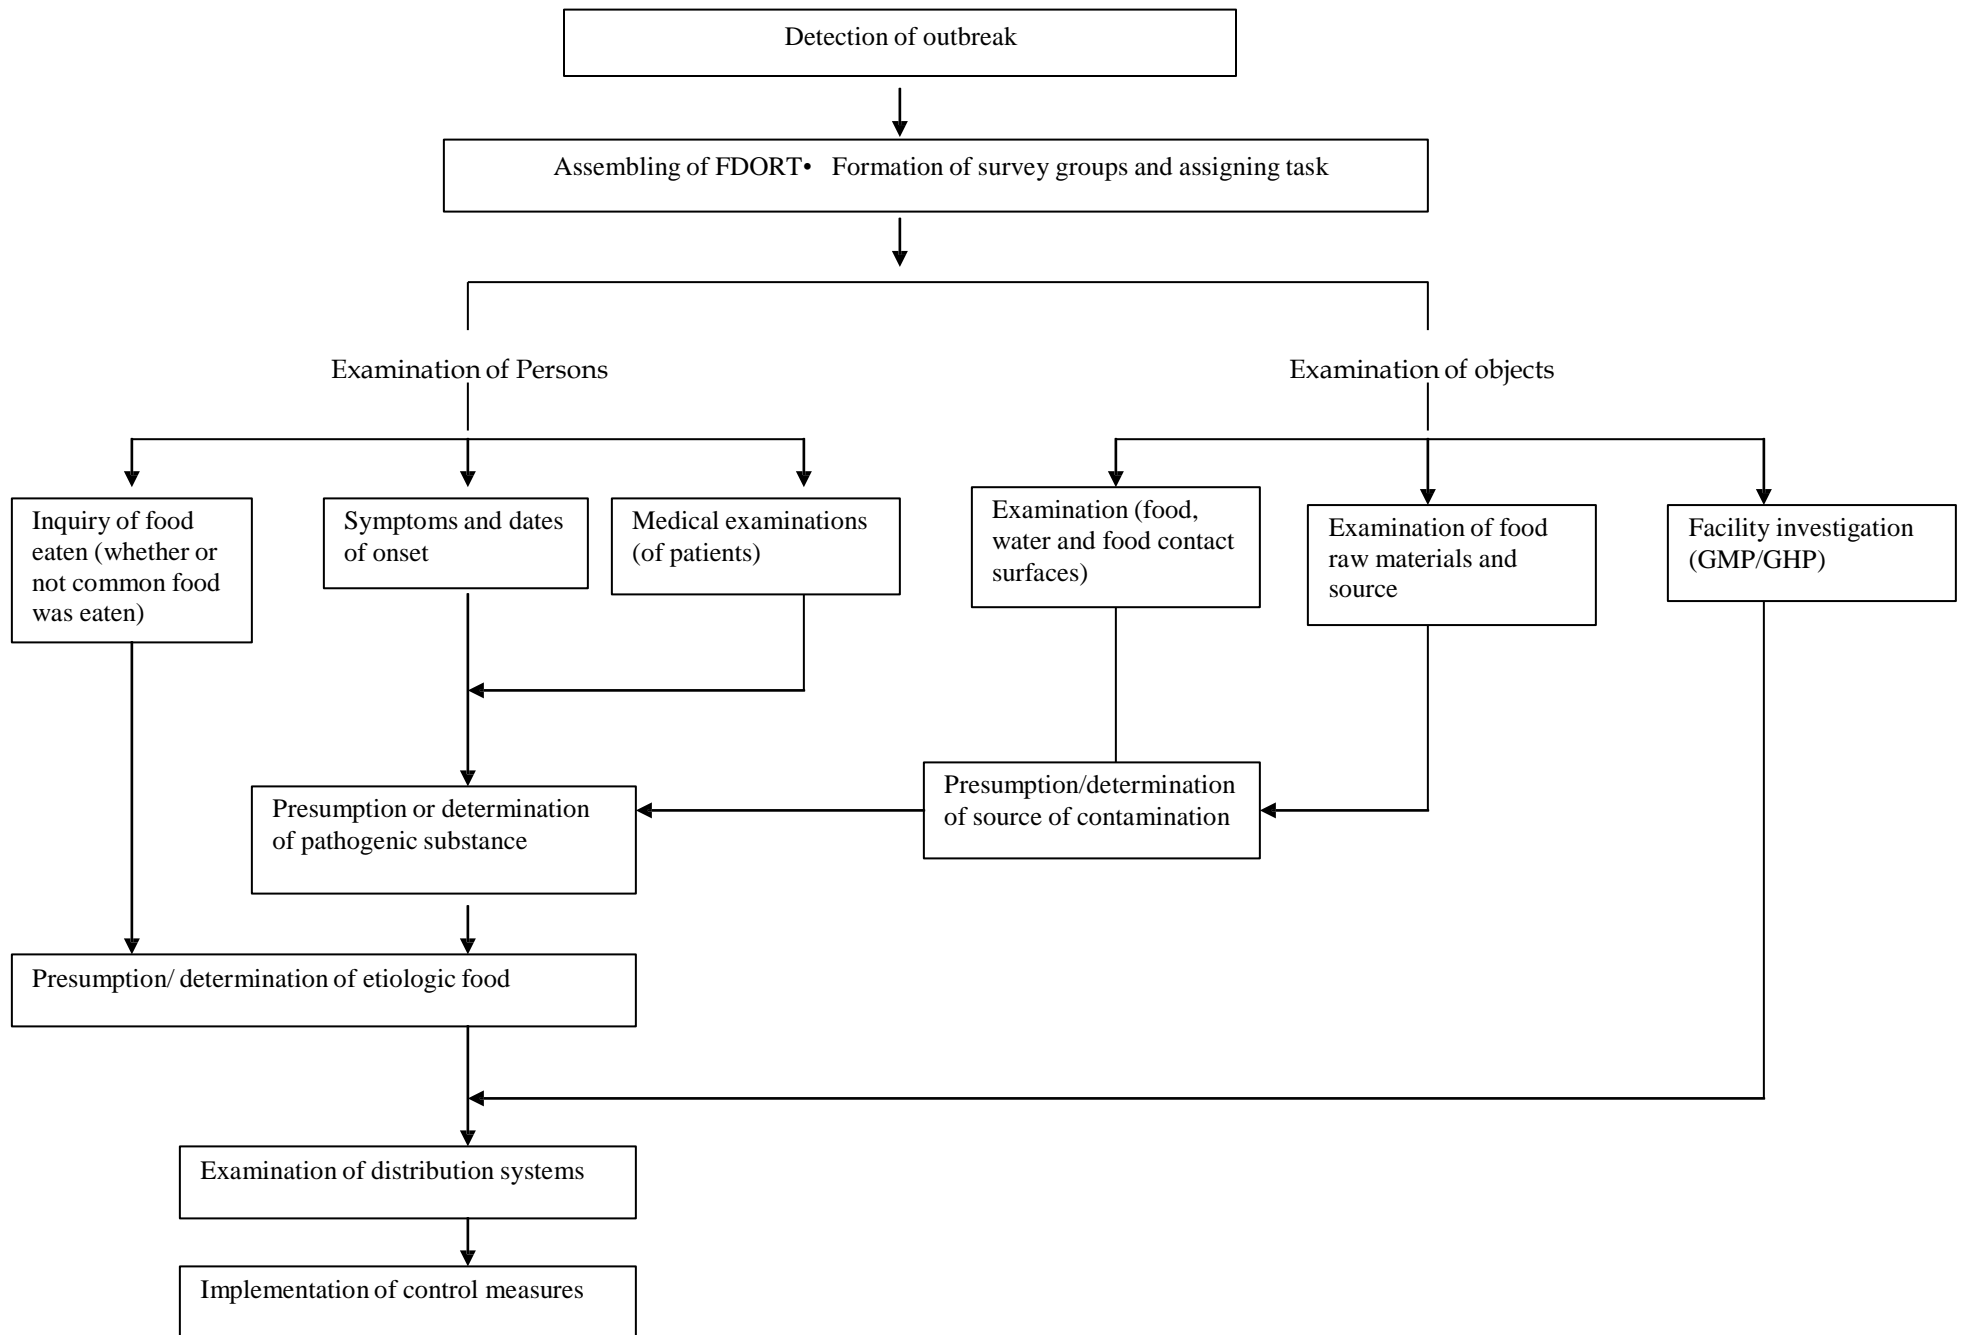 Detection of outbreak
Assembling of FDORT• Formation of survey groups and assigning task
Examination of Persons
Examination of objects
Inquiry of food
eaten (whether or
not common food
was eaten)
Symptoms and dates
of onset
Medical examinations
(of patients)
Examination (food,
water and food contact
surfaces)
Examination of food
raw materials and
source
Facility investigation
(GMP/GHP)
Presumption or determination
of pathogenic substance
Presumption/determination
of source of contamination
Presumption/ determination of etiologic food
Examination of distribution systems
Implementation of control measures